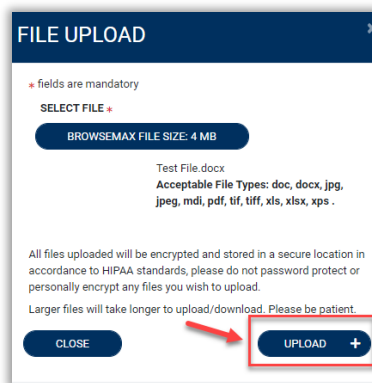 FILE UPLOAD
* fields are mandatory
SELECT FILE *
BROWSEMAX FILE SIZE: 4 MB
Test File.docx
Acceptable File Types: doc, docx, jpg,
jpeg, mdi, pdf, tif, tiff, xls, xlsx, xps .
All files uploaded will be encrypted and stored in a secure location in
accordance to HIPAA standards, please do not password protect or
personally encrypt any files you wish to upload.
Larger files will take longer to upload/download. Please be patient.
CLOSE
UPLOAD +